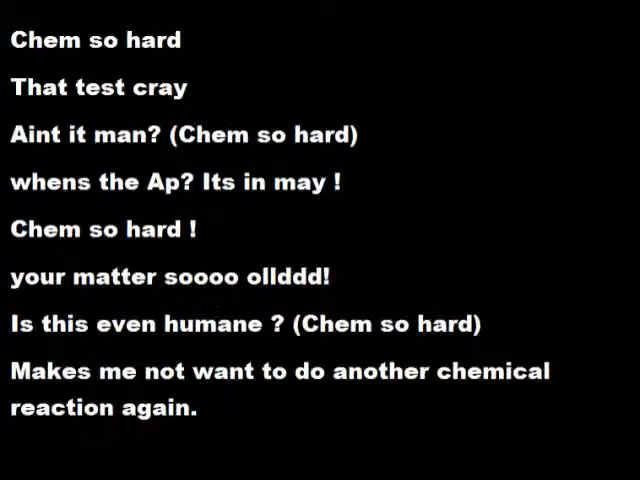 Chem so hard
That test cray
Aint it man? (Chem so hard)
whens the Ap? Its in may !
Chem so hard !
your matter soooo ollddd!
Is this even humane ? (Chem so hard)
Makes me not want to do another chemical
reaction again.